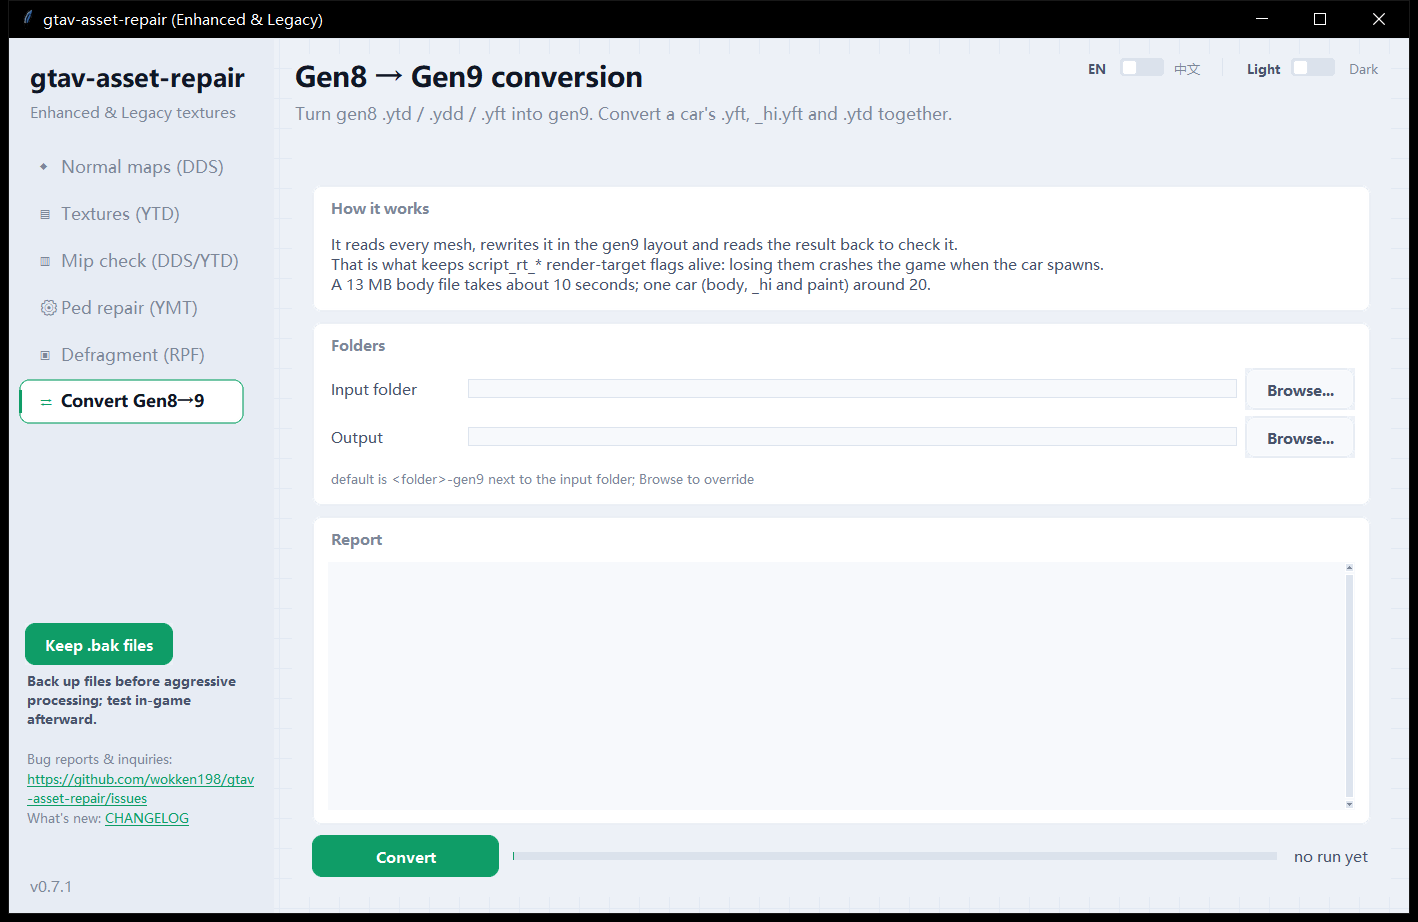 gtav-asset-repair (Enhanced & Legacy)
gtav-asset-repair
Enhanced & Legacy textures
Normal maps (DDS)
Textures (YTD)
Mip check (DDS/YTD)
Ped repair (YMT)
Defragment (RPF)
Convert Gen8→9
Keep .bak files
Back up files before aggressive
processing; test in-game
afterward.
Bug reports & inquiries:
https://github.com/wokken198/gtav
-asset-repair/issues
What's new: CHANGELOG
v0.7.1
Gen8 → Gen9 conversion
Turn gen8 .ytd / .ydd / .yft into gen9. Convert a car's .yft, _hi.yft and .ytd together.
EN 中文 Light Dark
How it works
It reads every mesh, rewrites it in the gen9 layout and reads the result back to check it.
That is what keeps script_rt_* render-target flags alive: losing them crashes the game when the car spawns.
A 13 MB body file takes about 10 seconds; one car (body, _hi and paint) around 20.
Folders
Input folder Browse...
Output Browse...
default is <folder>-gen9 next to the input folder; Browse to override
Report
Convert no run yet